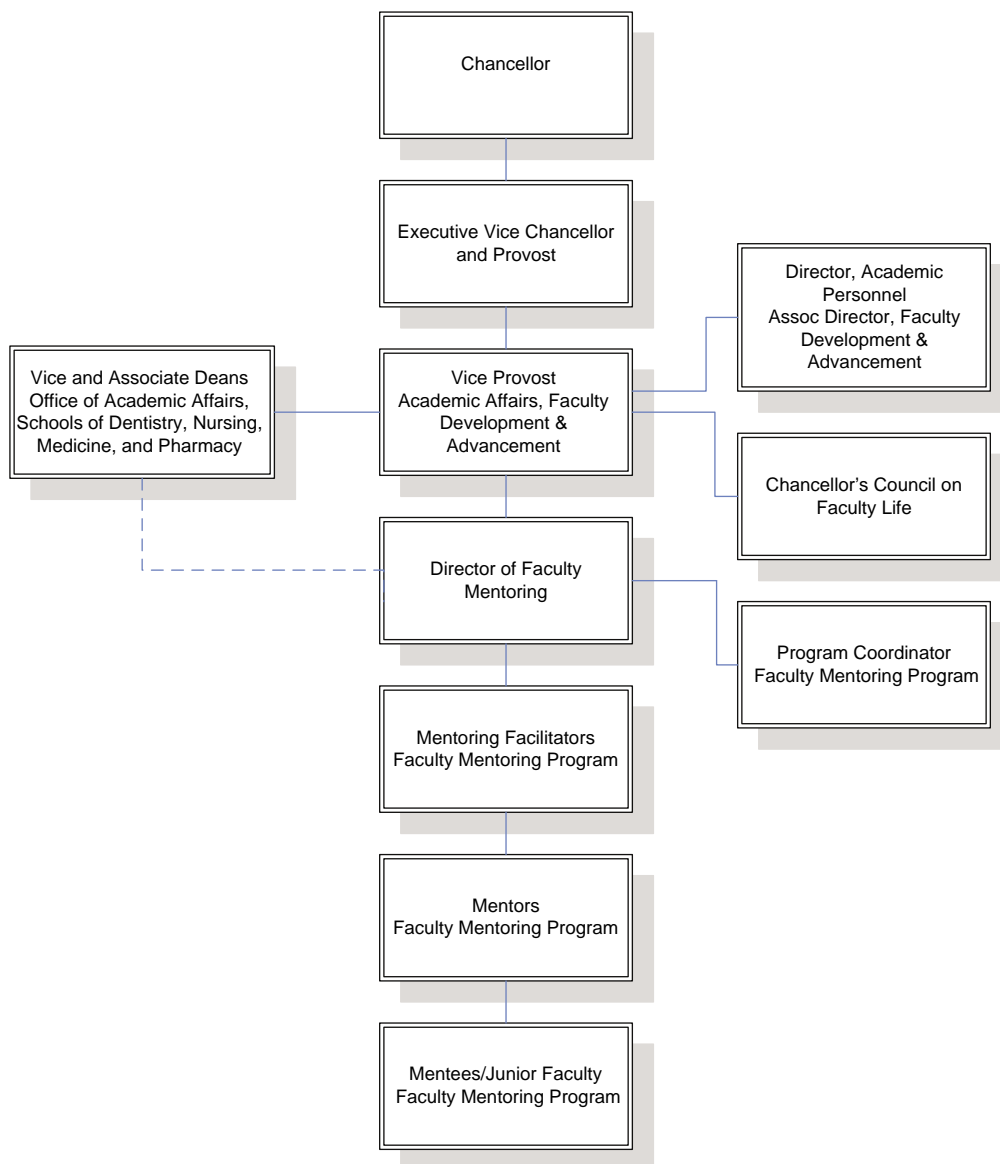 Chancellor
Executive Vice Chancellor
and Provost
Director, Academic
Personnel
Assoc Director, Faculty
Development &
Advancement
Vice and Associate Deans
Office of Academic Affairs,
Schools of Dentistry, Nursing,
Medicine, and Pharmacy
Vice Provost
Academic Affairs, Faculty
Development &
Advancement
Chancellor’s Council on
Faculty Life
Director of Faculty
Mentoring
Program Coordinator
Faculty Mentoring Program
Mentoring Facilitators
Faculty Mentoring Program
Mentors
Faculty Mentoring Program
Mentees/Junior Faculty
Faculty Mentoring Program